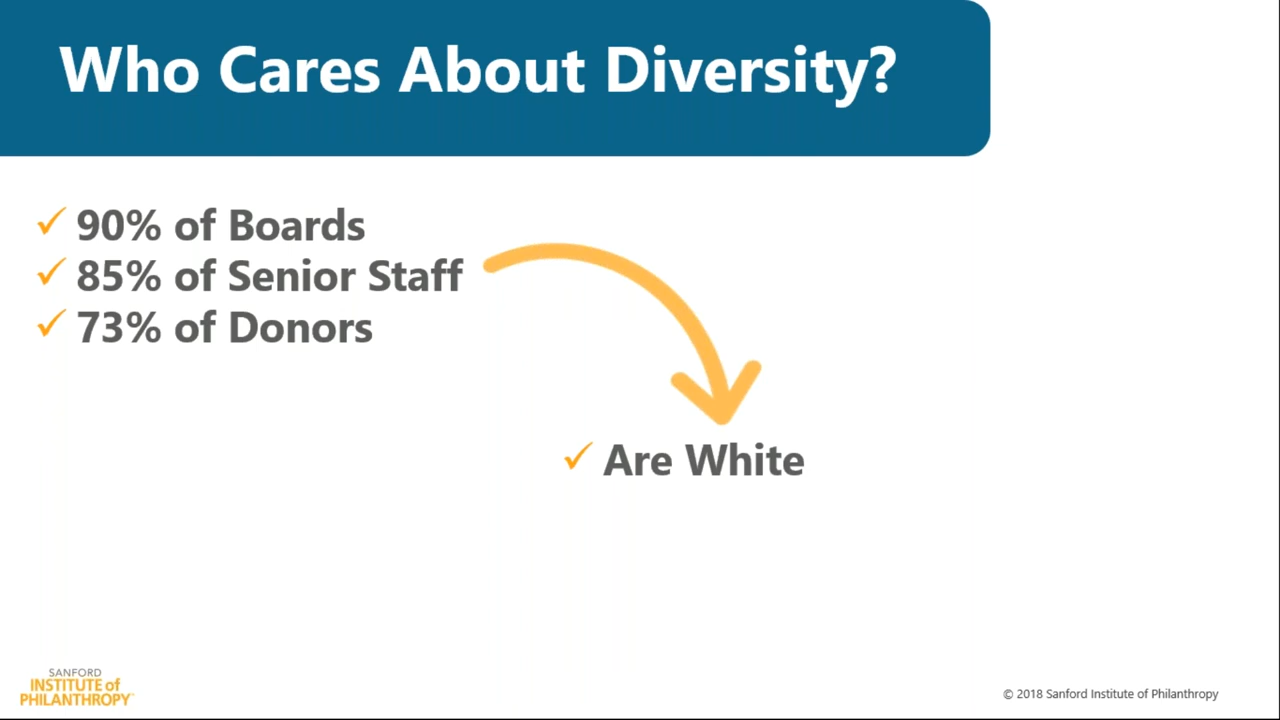 Who Cares About Diversity?
90% of Boards
85% of Senior Staff
73% of Donors
Are White
SANFORD
INSTITUTE of
PHILANTHROPY
© 2018 Sanford Institute of Philanthropy